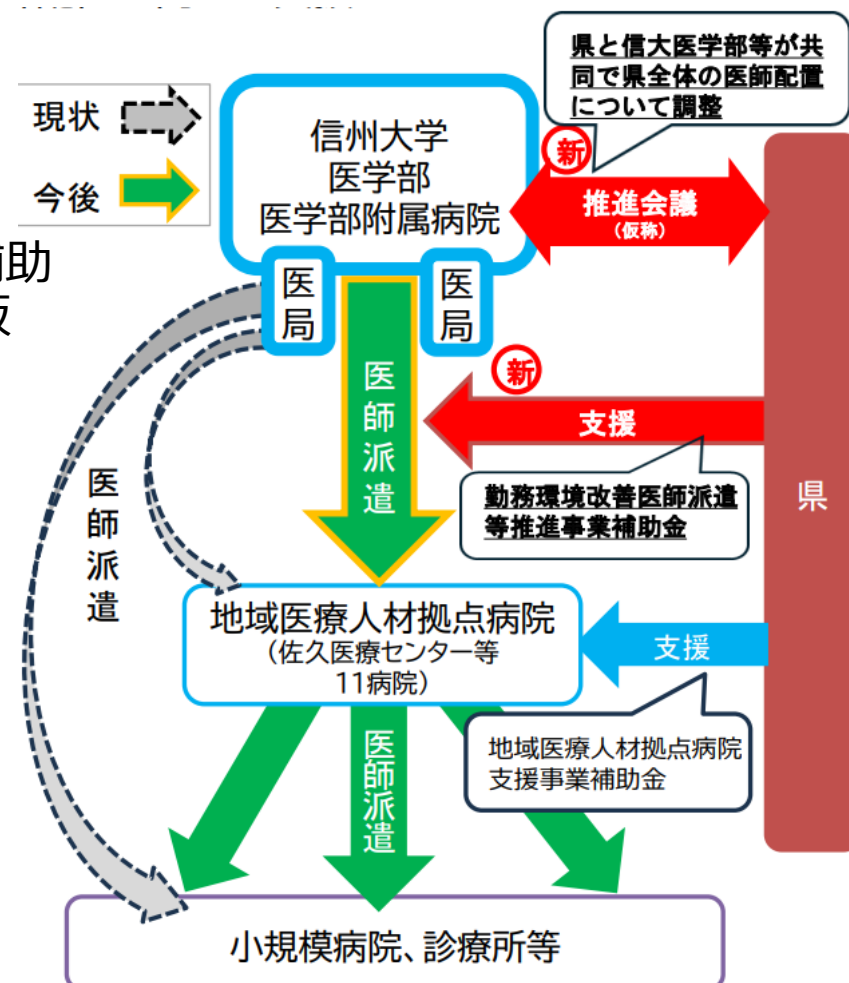 県と信大医学部等が共
同で県全体の医師配置
について調整
現状
今後
信州大学
医学部
医学部附属病院
新
推進会議
(仮称)
補助
医局
医局
医師派遣
新
支援
勤務環境改善医師派遣
等推進事業補助金
県
医師派遣
地域医療人材拠点病院
(佐久医療センター等
11病院)
支援
地域医療人材拠点病院
支援事業補助金
医師派遣
小規模病院、診療所等